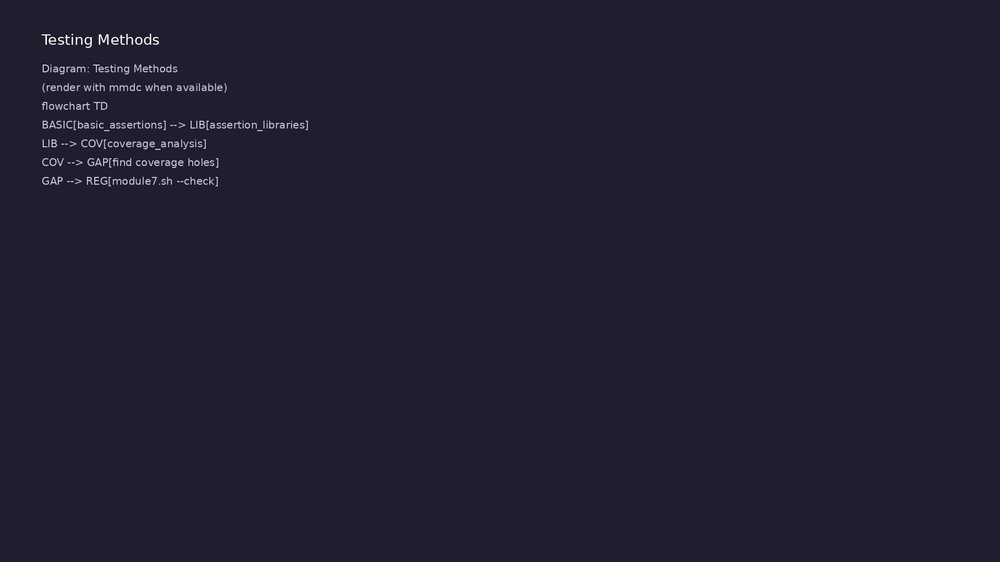 Testing Methods
Diagram: Testing Methods
(render with mmdc when available)
flowchart TD
BASIC[basic_assertions] --> LIB[assertion_libraries]
LIB --> COV[coverage_analysis]
COV --> GAP[find coverage holes]
GAP --> REG[module7.sh --check]